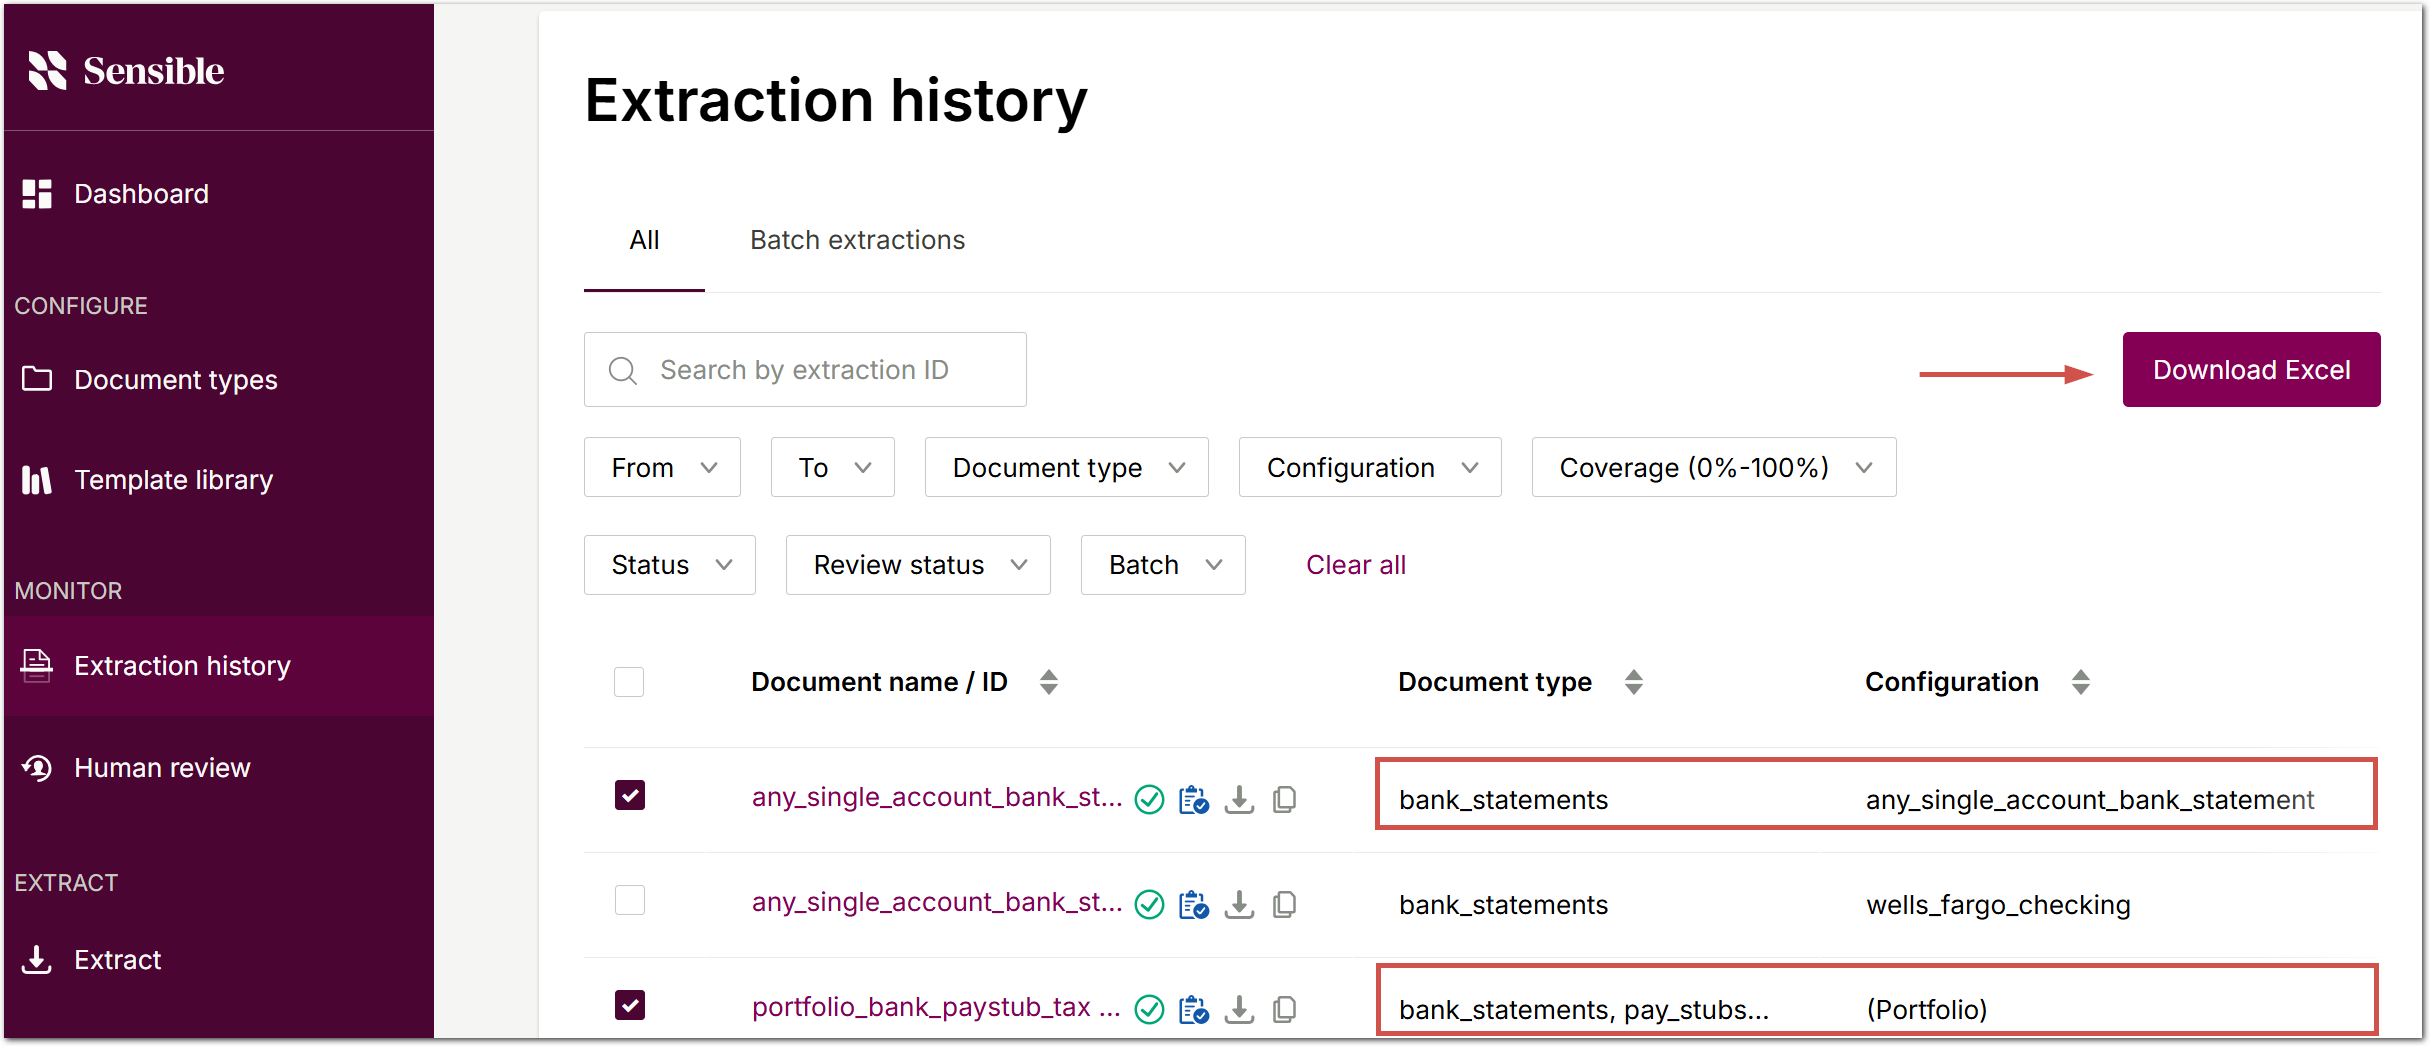 Sensible
Dashboard
CONFIGURE
Document types
Template library
MONITOR
Extraction history
Human review
EXTRACT
Extract
Extraction history
All
Batch extractions
Search by extraction ID
Download Excel
From
To
Document type
Configuration
Coverage (0%-100%)
Status
Review status
Batch
Clear all
Document name / ID
Document type
Configuration
any_single_account_bank_st...
bank_statements
any_single_account_bank_statement
any_single_account_bank_st...
bank_statements
wells_fargo_checking
portfolio_bank_paystub_tax ...
bank_statements, pay_stubs...
(Portfolio)